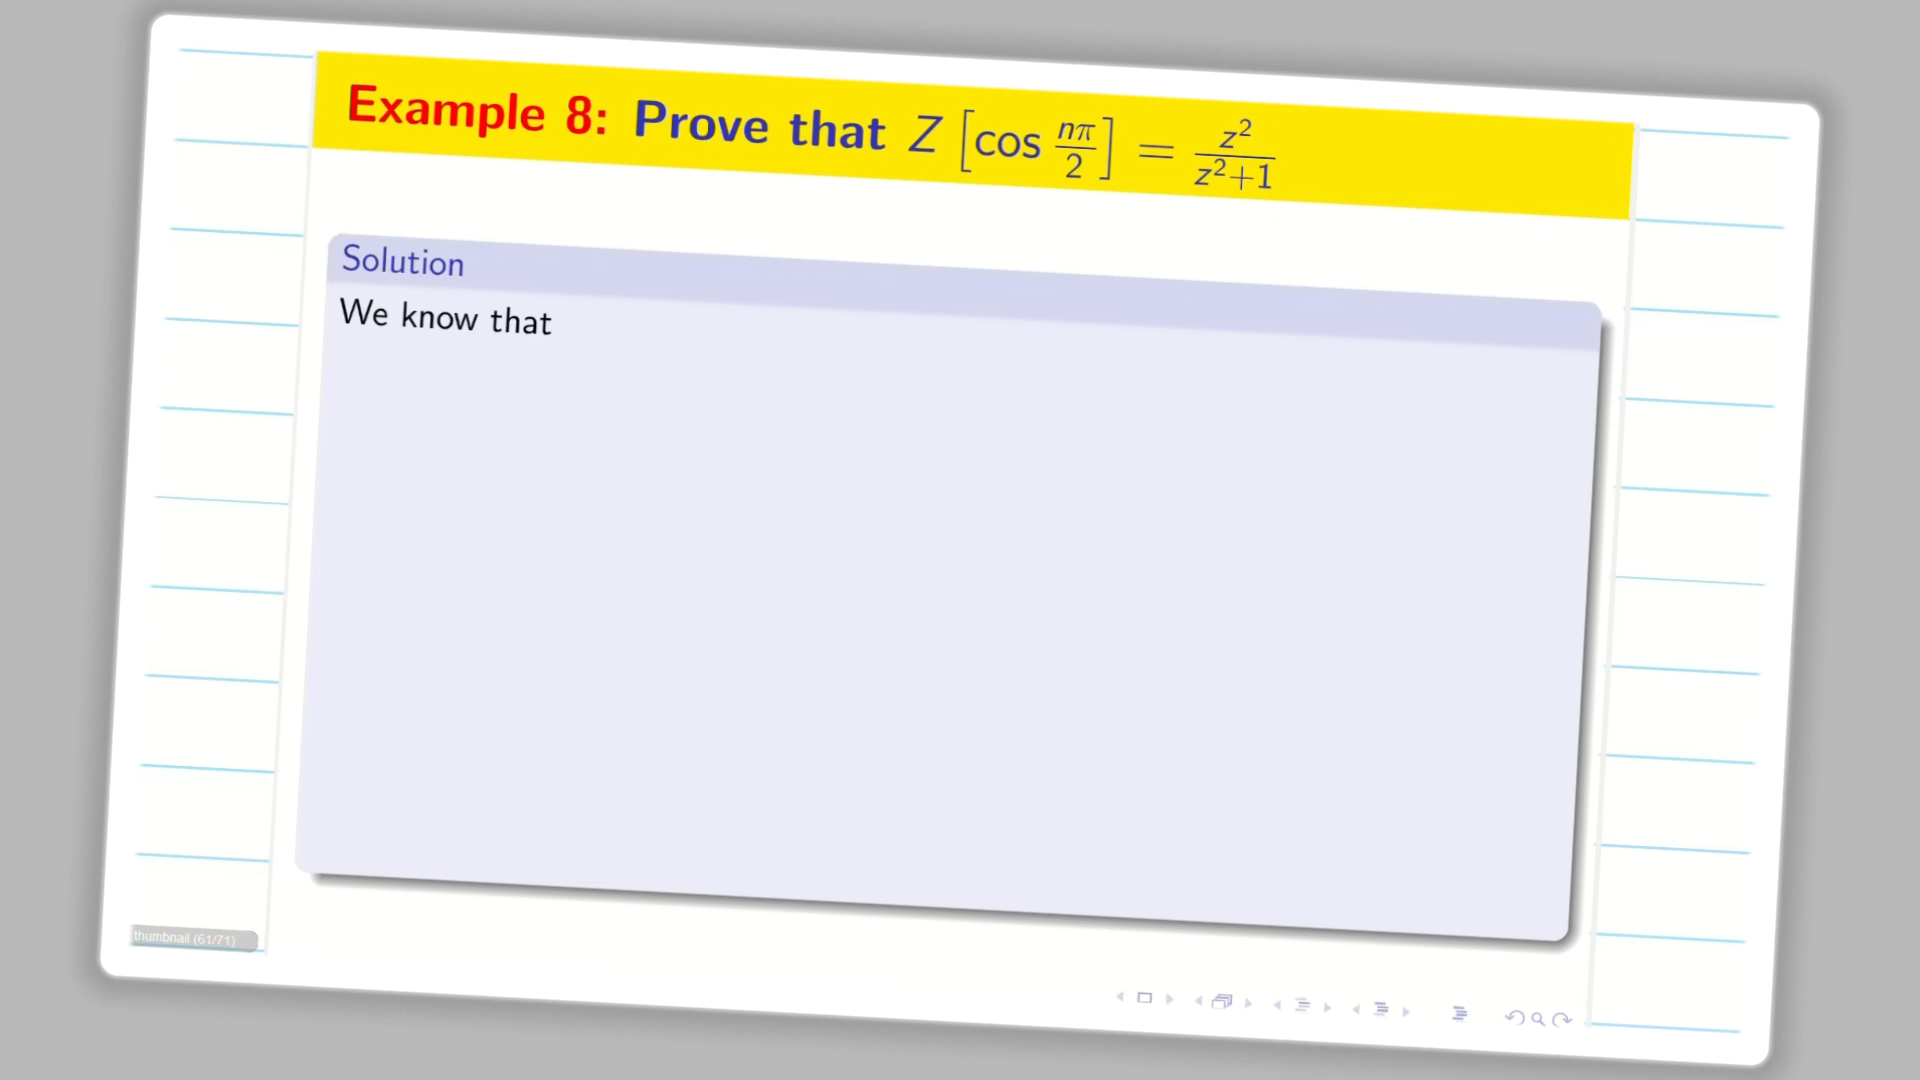 Example 8: Prove that Z [cos nπ/2] = z²/z²+1
Solution
We know that
thumbnail (61/71)